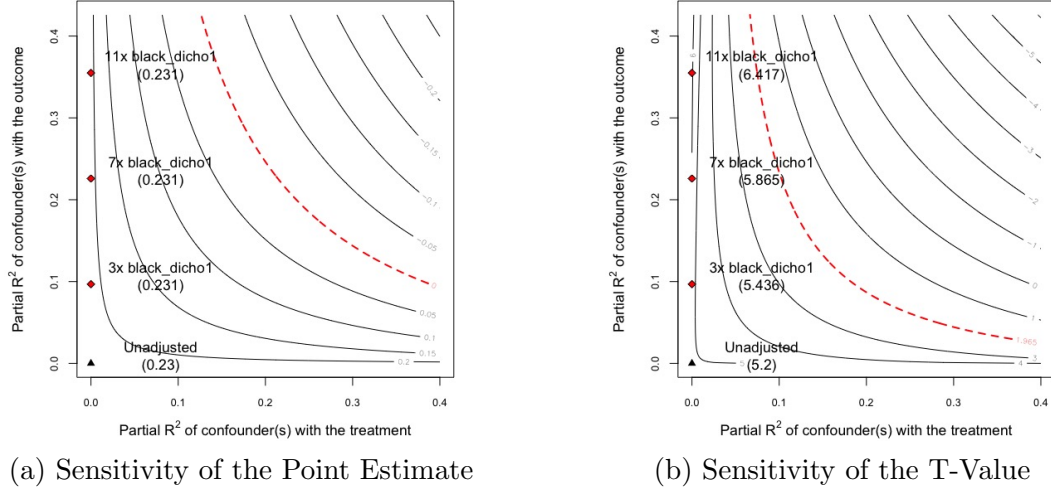 Partial R² of confounder(s) with the outcome
0.4
0.3
0.2
0.1
0.0
11x black_dicho1
(0.231)
7x black_dicho1
(0.231)
3x black_dicho1
(0.231)
Unadjusted
(0.23)
-0.2
-0.15
-0.1
-0.05
0
0.05
0.1
0.15
0.2
0.0 0.1 0.2 0.3 0.4
Partial R² of confounder(s) with the treatment
(a) Sensitivity of the Point Estimate
Partial R² of confounder(s) with the outcome
0.4
0.3
0.2
0.1
0.0
6
11x black_dicho1
(6.417)
7x black_dicho1
(5.865)
3x black_dicho1
(5.436)
Unadjusted
(5.2)
-5
-4
-3
-2
-1
0
1
1.965
3
4
5
0.0 0.1 0.2 0.3 0.4
Partial R² of confounder(s) with the treatment
(b) Sensitivity of the T-Value